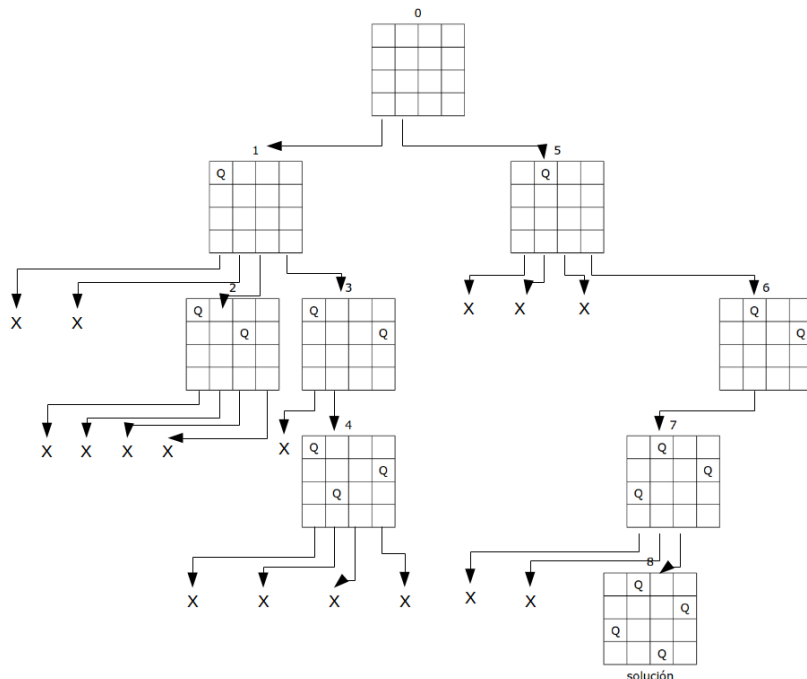 0
1 5
Q Q
2 3 6
X X X X X
Q Q Q
Q Q Q
X X X X X
4 7
Q Q
Q Q
Q Q
X X X X X X
8
Q
Q
Q
Q
solución